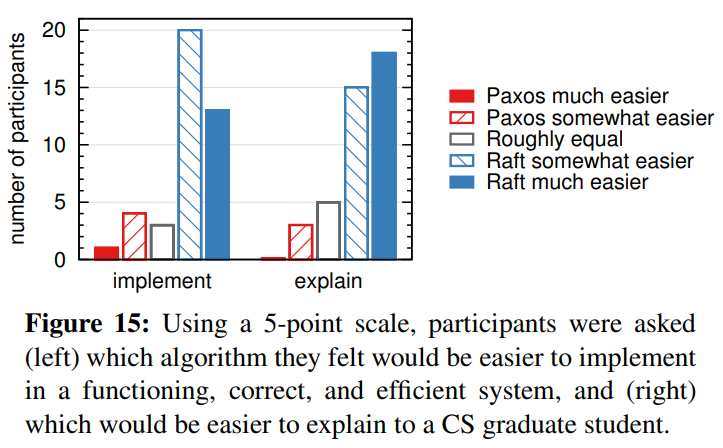 number of participants
20
15
10
5
0
implement
explain
Paxos much easier
Paxos somewhat easier
Roughly equal
Raft somewhat easier
Raft much easier
Figure 15: Using a 5-point scale, participants were asked
(left) which algorithm they felt would be easier to implement
in a functioning, correct, and efficient system, and (right)
which would be easier to explain to a CS graduate student.